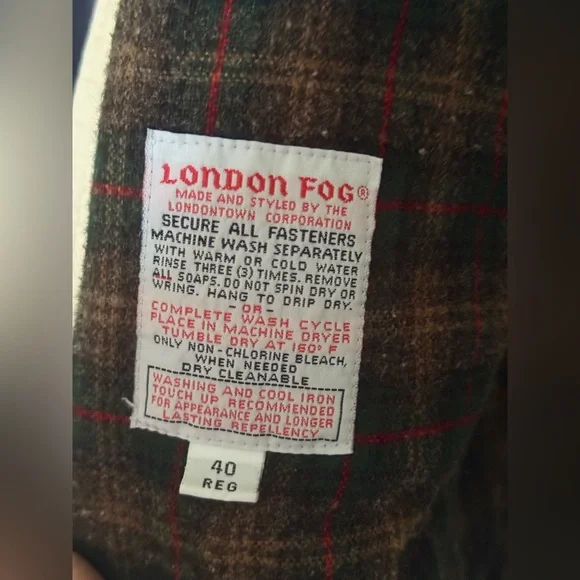 LONDON FOG®
MADE AND STYLED BY THE
LONDONTOWN CORPORATION
SECURE ALL FASTENERS
MACHINE WASH SEPARATELY
WITH WARM OR COLD WATER
RINSE THREE (3) TIMES. REMOVE
ALL SOAPS. DO NOT SPIN DRY OR
WRING. HANG TO DRIP DRY.
-OR-
COMPLETE WASH CYCLE
PLACE IN MACHINE DRYER
TUMBLE DRY AT 160° F
ONLY NON-CHLORINE BLEACH,
WHEN NEEDED
DRY CLEANABLE
WASHING AND COOL IRON
TOUCH UP RECOMMENDED
FOR APPEARANCE AND LONGER
LASTING REPELLENCY
40
REG